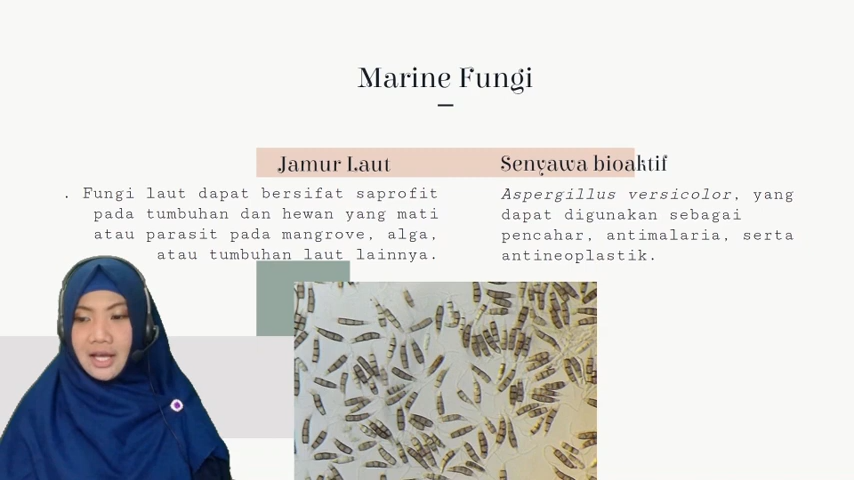 Marine Fungi
Jamur Laut
. Fungi laut dapat bersifat saprofit
pada tumbuhan dan hewan yang mati
atau parasit pada mangrove, alga,
atau tumbuhan laut lainnya.
Senyawa bioaktif
Aspergillus versicolor, yang
dapat digunakan sebagai
pencahar, antimalaria, serta
antineoplastik.